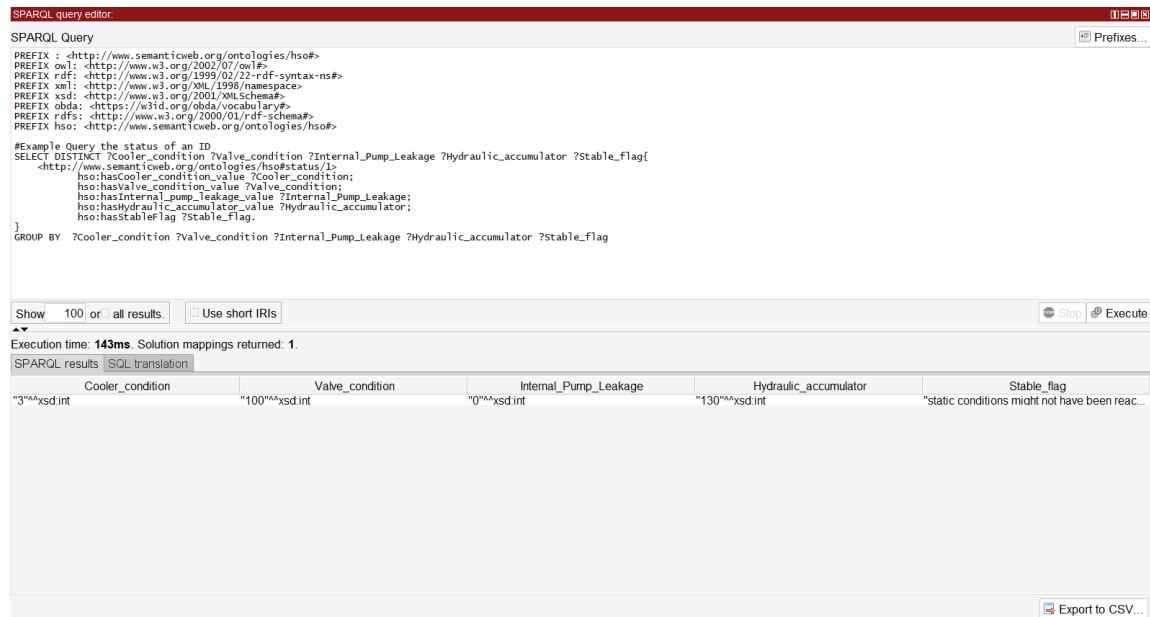 SPARQL query editor:
SPARQL Query
Prefixes...
PREFIX : <http://www.semanticweb.org/ontologies/hso#>
PREFIX owl: <http://www.w3.org/2002/07/owl#>
PREFIX rdf: <http://www.w3.org/1999/02/22-rdf-syntax-ns#>
PREFIX xml: <http://www.w3.org/XML/1998/namespace>
PREFIX xsd: <http://www.w3.org/2001/XMLSchema#>
PREFIX obda: <https://w3id.org/obda/vocabulary#>
PREFIX rdfs: <http://www.w3.org/2000/01/rdf-schema#>
PREFIX hso: <http://www.semanticweb.org/ontologies/hso#>
#Example Query the status of an ID
SELECT DISTINCT ?Cooler_condition ?Valve_condition ?Internal_Pump_Leakage ?Hydraulic_accumulator ?Stable_flag{
<http://www.semanticweb.org/ontologies/hso#status/1>
hso:hasCooler_condition_value ?Cooler_condition;
hso:hasValve_condition_value ?Valve_condition;
hso:hasInternal_pump_leakage_value ?Internal_Pump_Leakage;
hso:hasHydraulic_accumulator_value ?Hydraulic_accumulator;
hso:hasStableFlag ?Stable_flag.
}
GROUP BY ?Cooler_condition ?Valve_condition ?Internal_Pump_Leakage ?Hydraulic_accumulator ?Stable_flag
Show 100 or all results. Use short IRIs Stop Execute
Execution time: 143ms. Solution mappings returned: 1.
SPARQL results SQL translation
Cooler_condition Valve_condition Internal_Pump_Leakage Hydraulic_accumulator Stable_flag
"3"^^xsd:int "100"^^xsd:int "0"^^xsd:int "130"^^xsd:int "static conditions might not have been reac...
Export to CSV...